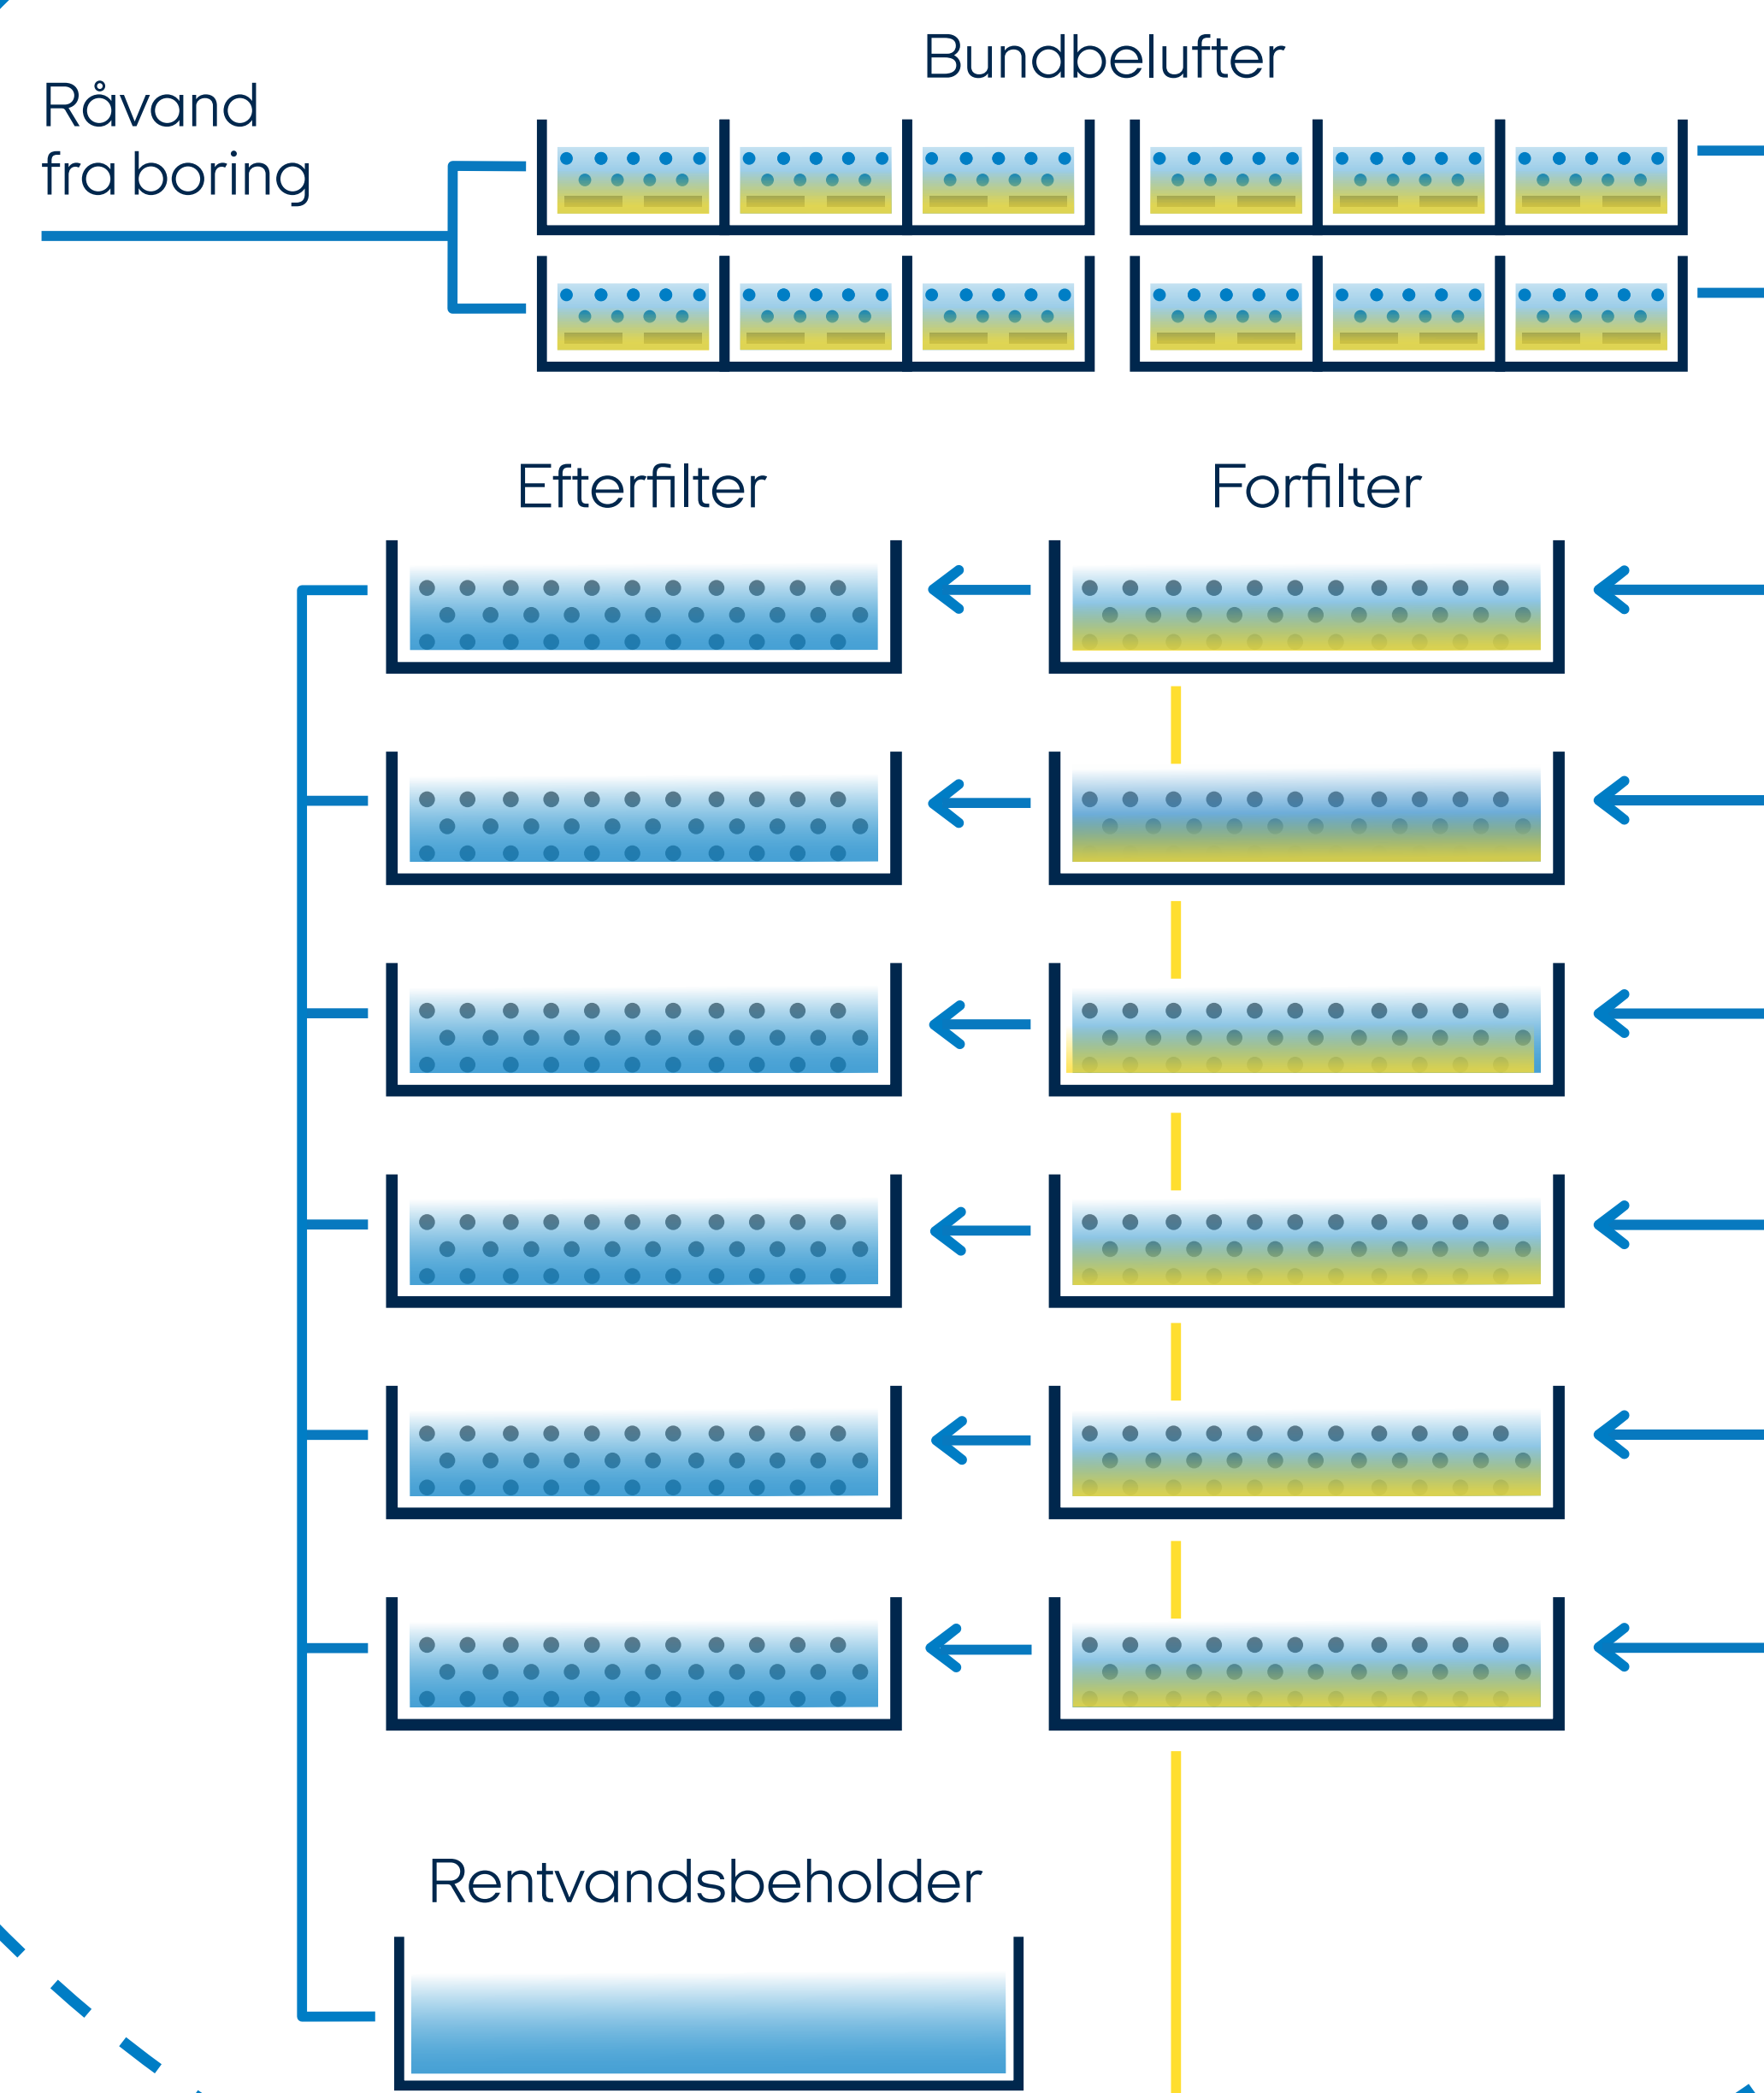 Bundbelufter
Råvand
fra boring
Efterfilter
Forfilter
Rentvandsbeholder